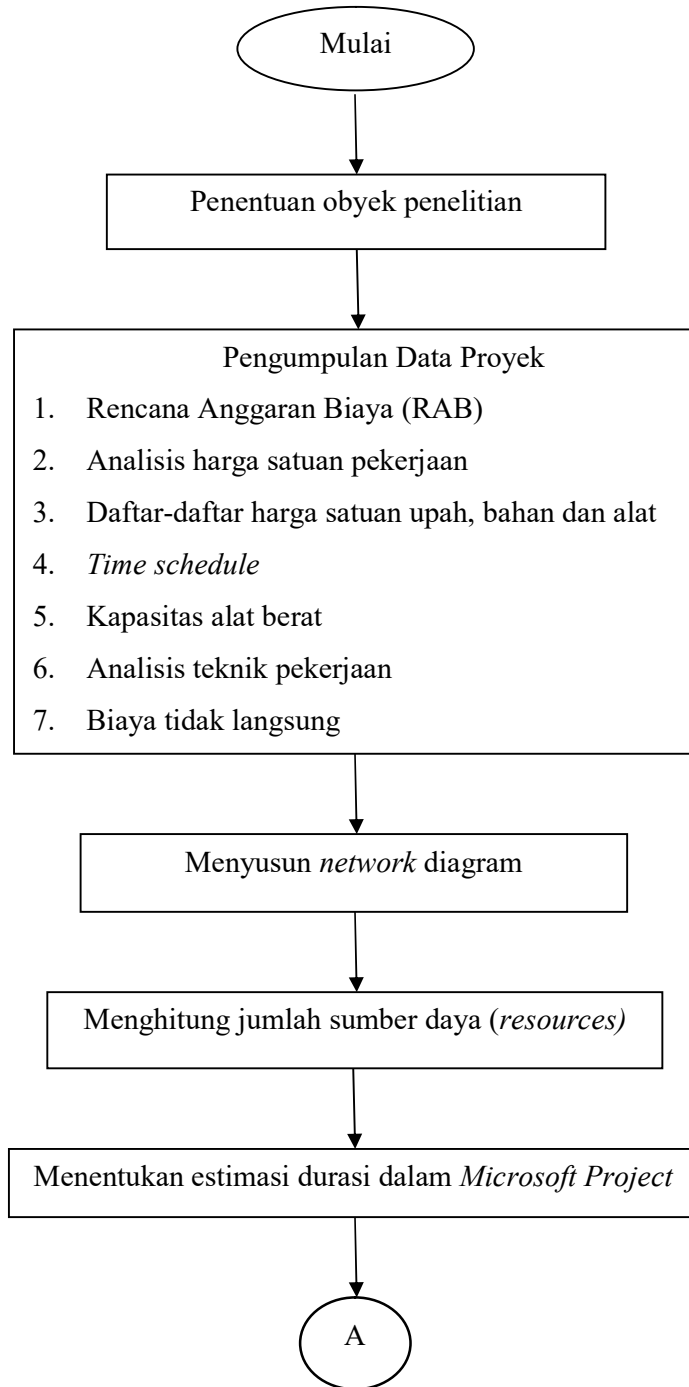 Mulai
Penentuan obyek penelitian
Pengumpulan Data Proyek
1. Rencana Anggaran Biaya (RAB)
2. Analisis harga satuan pekerjaan
3. Daftar-daftar harga satuan upah, bahan dan alat
4. Time schedule
5. Kapasitas alat berat
6. Analisis teknik pekerjaan
7. Biaya tidak langsung
Menyusun network diagram
Menghitung jumlah sumber daya (resources)
Menentukan estimasi durasi dalam Microsoft Project
A